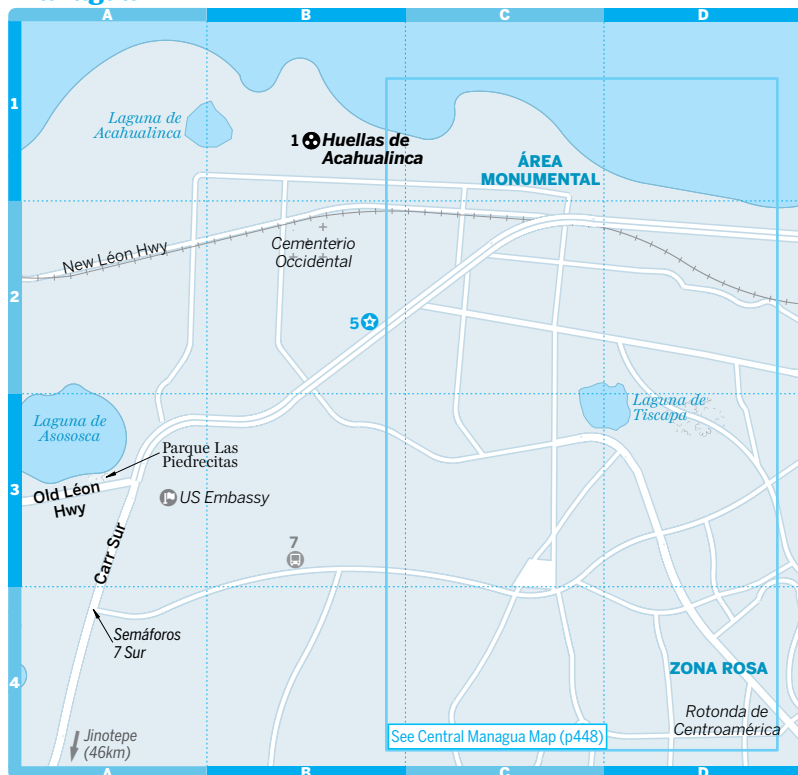 A B C D
1
Laguna de
Acahualinca
1 Huellas de
Acahualinca
ÁREA
MONUMENTAL
New Léon Hwy
Cementerio
Occidental
2
5
Laguna de
Asososca
Laguna de
Tiscapa
Parque Las
Piedrecitas
3
Old Léon
Hwy
US Embassy
Carr Sur
7
Semáforos
7 Sur
ZONA ROSA
4
Rotonda de
Centroamérica
Jinotepe
(46km)
See Central Managua Map (p448)
A B C D